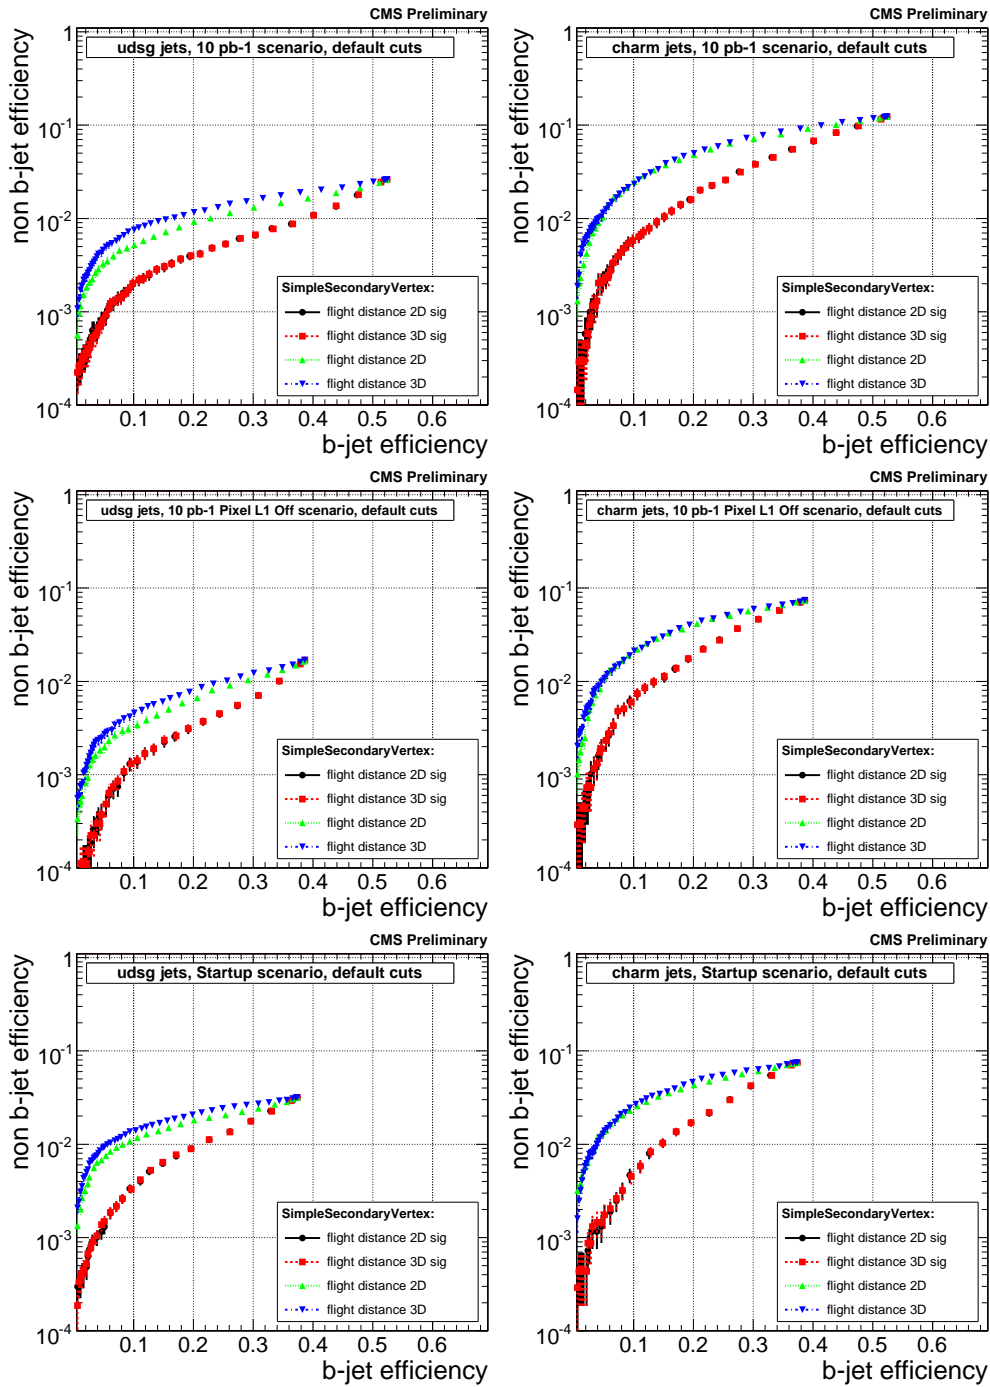 CMS Preliminary
udsg jets, 10 pb-1 scenario, default cuts
non b-jet efficiency
1
10-1
10-2
10-3
10-4
SimpleSecondaryVertex:
flight distance 2D sig
flight distance 3D sig
flight distance 2D
flight distance 3D
0.1 0.2 0.3 0.4 0.5 0.6
b-jet efficiency
CMS Preliminary
charm jets, 10 pb-1 scenario, default cuts
non b-jet efficiency
1
10-1
10-2
10-3
10-4
SimpleSecondaryVertex:
flight distance 2D sig
flight distance 3D sig
flight distance 2D
flight distance 3D
0.1 0.2 0.3 0.4 0.5 0.6
b-jet efficiency
CMS Preliminary
udsg jets, 10 pb-1 Pixel L1 Off scenario, default cuts
non b-jet efficiency
1
10-1
10-2
10-3
10-4
SimpleSecondaryVertex:
flight distance 2D sig
flight distance 3D sig
flight distance 2D
flight distance 3D
0.1 0.2 0.3 0.4 0.5 0.6
b-jet efficiency
CMS Preliminary
charm jets, 10 pb-1 Pixel L1 Off scenario, default cuts
non b-jet efficiency
1
10-1
10-2
10-3
10-4
SimpleSecondaryVertex:
flight distance 2D sig
flight distance 3D sig
flight distance 2D
flight distance 3D
0.1 0.2 0.3 0.4 0.5 0.6
b-jet efficiency
CMS Preliminary
udsg jets, Startup scenario, default cuts
non b-jet efficiency
1
10-1
10-2
10-3
10-4
SimpleSecondaryVertex:
flight distance 2D sig
flight distance 3D sig
flight distance 2D
flight distance 3D
0.1 0.2 0.3 0.4 0.5 0.6
b-jet efficiency
CMS Preliminary
charm jets, Startup scenario, default cuts
non b-jet efficiency
1
10-1
10-2
10-3
10-4
SimpleSecondaryVertex:
flight distance 2D sig
flight distance 3D sig
flight distance 2D
flight distance 3D
0.1 0.2 0.3 0.4 0.5 0.6
b-jet efficiency